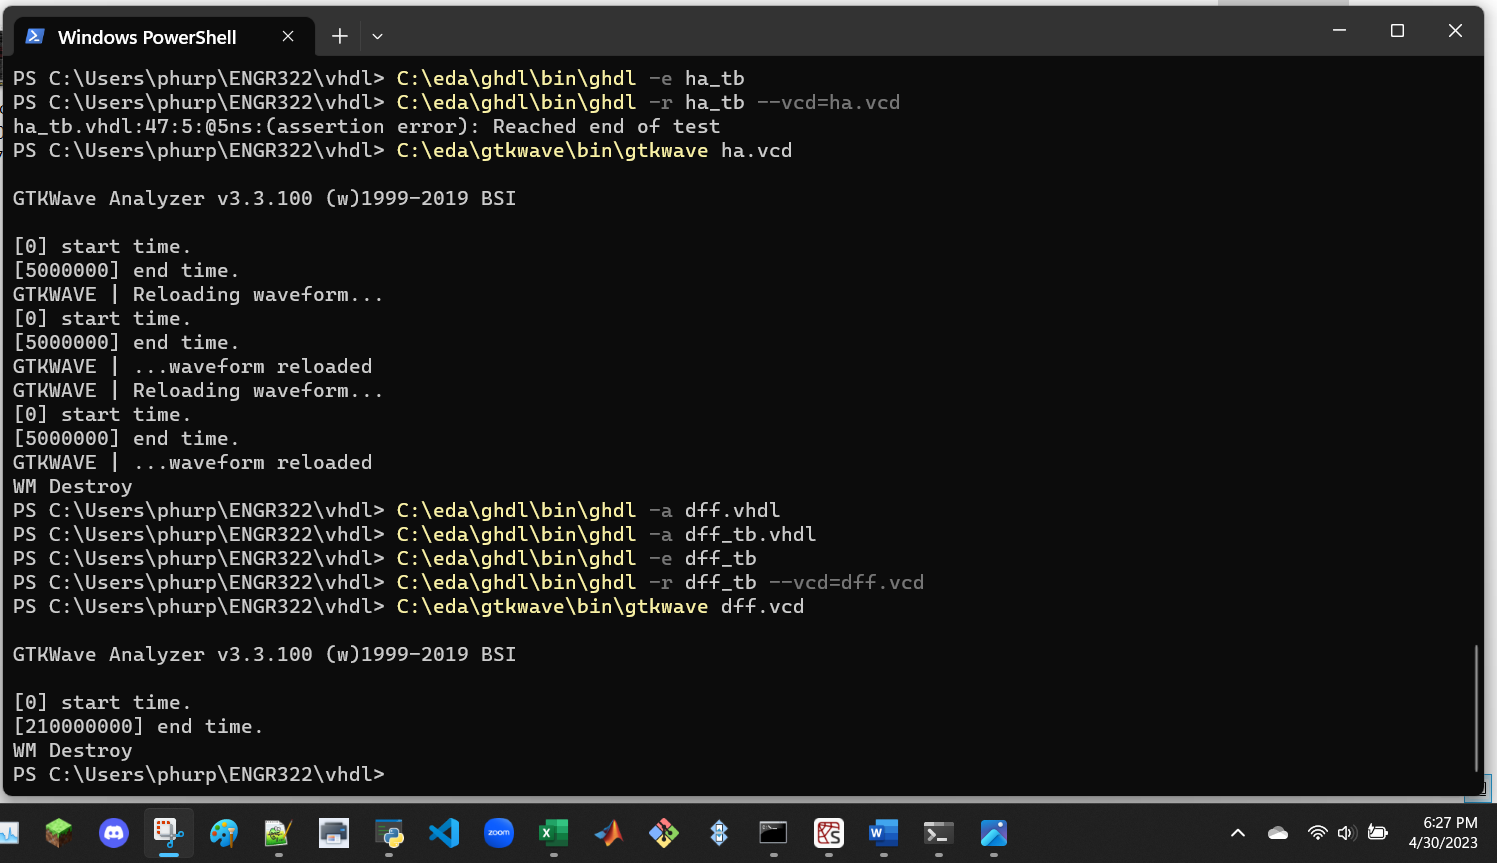 Windows PowerShell
PS C:\Users\phurp\ENGR322\vhdl> C:\eda\ghdl\bin\ghdl -e ha_tb
PS C:\Users\phurp\ENGR322\vhdl> C:\eda\ghdl\bin\ghdl -r ha_tb --vcd=ha.vcd
ha_tb.vhdl:47:5:@5ns:(assertion error): Reached end of test
PS C:\Users\phurp\ENGR322\vhdl> C:\eda\gtkwave\bin\gtkwave ha.vcd
GTKWave Analyzer v3.3.100 (w)1999-2019 BSI
[0] start time.
[5000000] end time.
GTKWAVE | Reloading waveform...
[0] start time.
[5000000] end time.
GTKWAVE | ...waveform reloaded
GTKWAVE | Reloading waveform...
[0] start time.
[5000000] end time.
GTKWAVE | ...waveform reloaded
WM Destroy
PS C:\Users\phurp\ENGR322\vhdl> C:\eda\ghdl\bin\ghdl -a dff.vhdl
PS C:\Users\phurp\ENGR322\vhdl> C:\eda\ghdl\bin\ghdl -a dff_tb.vhdl
PS C:\Users\phurp\ENGR322\vhdl> C:\eda\ghdl\bin\ghdl -e dff_tb
PS C:\Users\phurp\ENGR322\vhdl> C:\eda\ghdl\bin\ghdl -r dff_tb --vcd=dff.vcd
PS C:\Users\phurp\ENGR322\vhdl> C:\eda\gtkwave\bin\gtkwave dff.vcd
GTKWave Analyzer v3.3.100 (w)1999-2019 BSI
[0] start time.
[210000000] end time.
WM Destroy
PS C:\Users\phurp\ENGR322\vhdl>
zoom
6:27 PM
4/30/2023